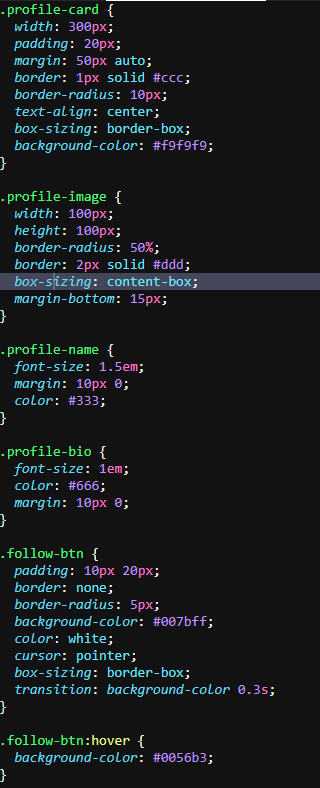 .profile-card {
  width: 300px;
  padding: 20px;
  margin: 50px auto;
  border: 1px solid #ccc;
  border-radius: 10px;
  text-align: center;
  box-sizing: border-box;
  background-color: #f9f9f9;
}

.profile-image {
  width: 100px;
  height: 100px;
  border-radius: 50%;
  border: 2px solid #ddd;
  box-sizing: content-box;
  margin-bottom: 15px;
}

.profile-name {
  font-size: 1.5em;
  margin: 10px 0;
  color: #333;
}

.profile-bio {
  font-size: 1em;
  color: #666;
  margin: 10px 0;
}

.follow-btn {
  padding: 10px 20px;
  border: none;
  border-radius: 5px;
  background-color: #007bff;
  color: white;
  cursor: pointer;
  box-sizing: border-box;
  transition: background-color 0.3s;
}

.follow-btn:hover {
  background-color: #0056b3;
}